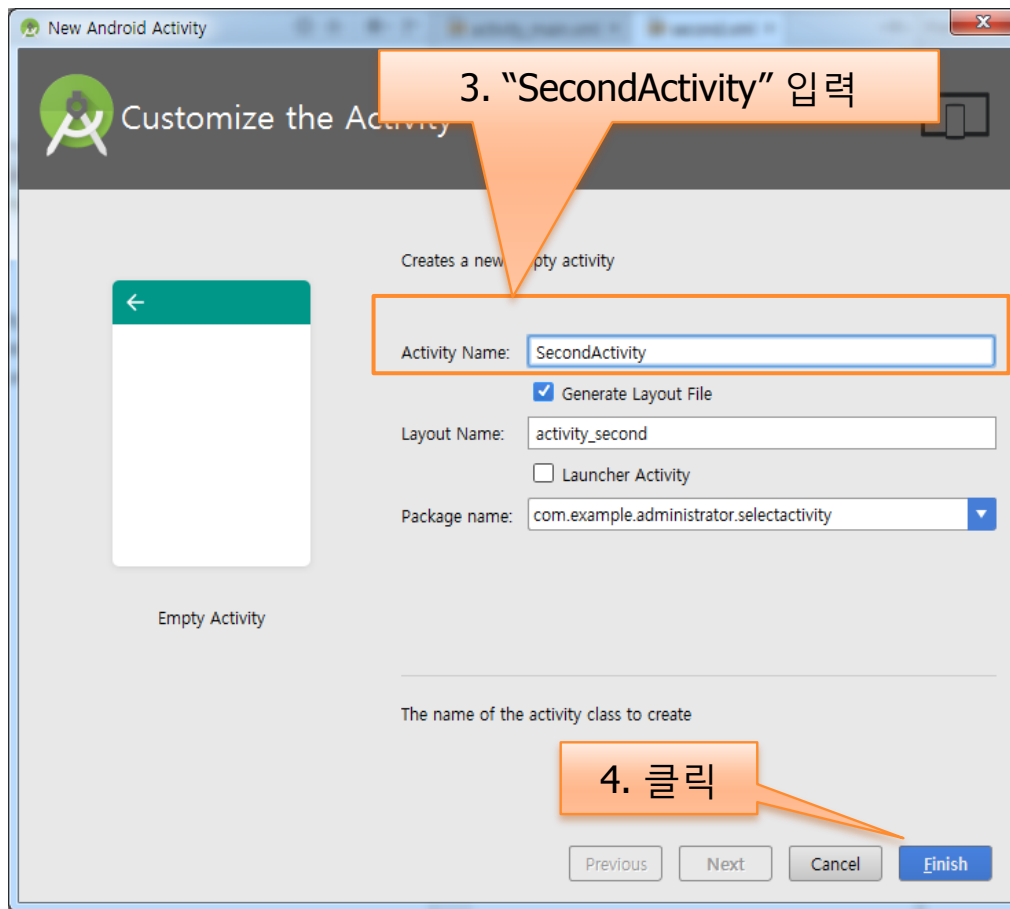 New Android Activity
3. “SecondActivity” 입력
Customize the Activity
Creates a new empty activity
Activity Name: SecondActivity
Generate Layout File
Layout Name: activity_second
Launcher Activity
Package name: com.example.administrator.selectactivity
Empty Activity
The name of the activity class to create
4. 클릭
Previous Next Cancel Finish